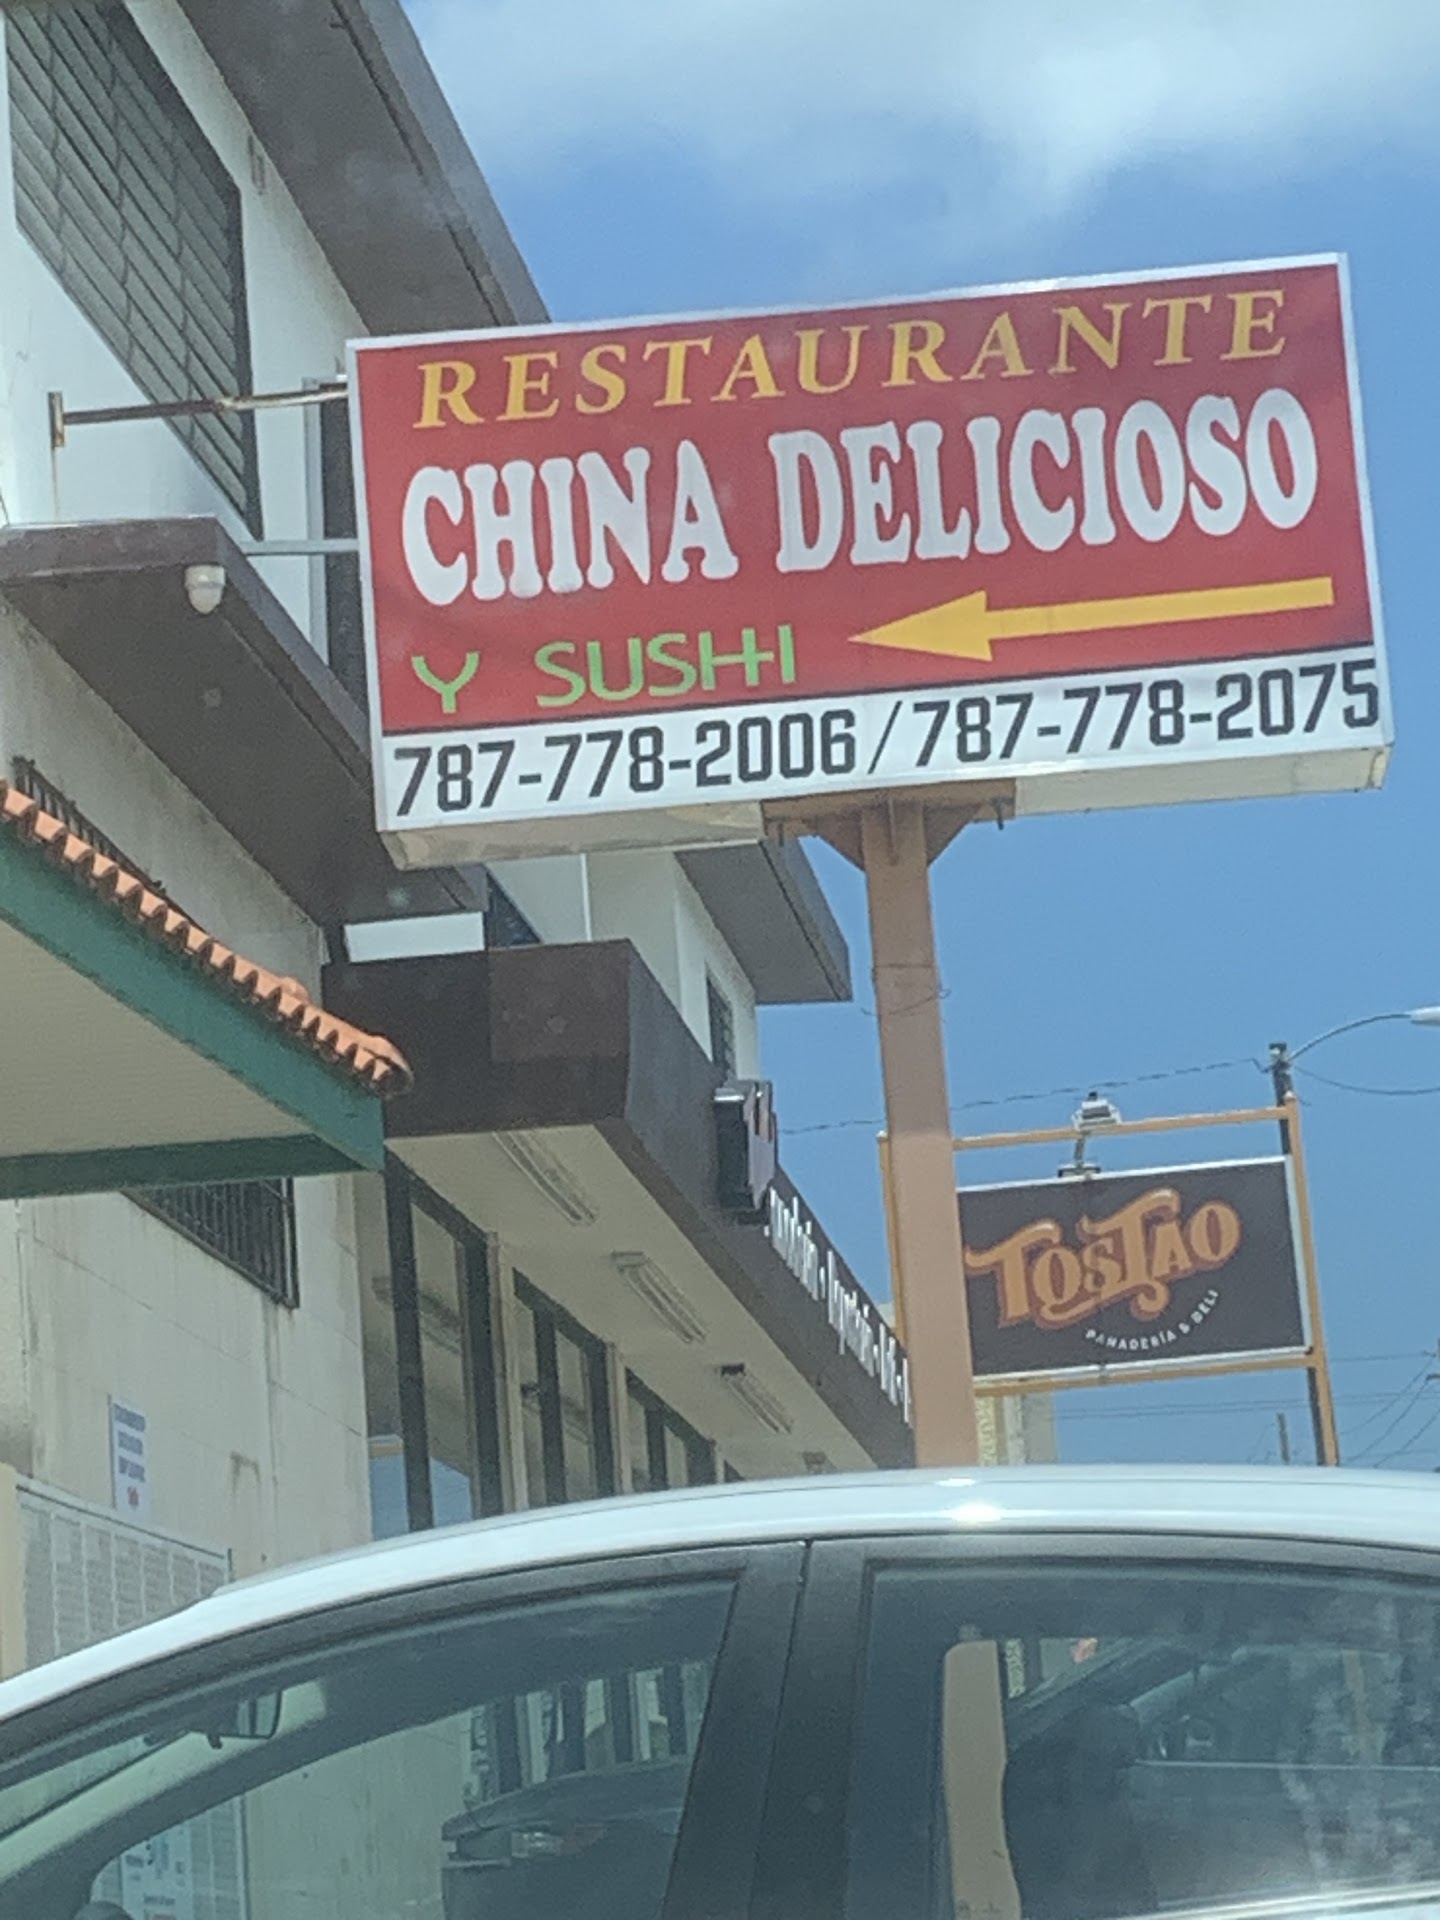 RESTAURANTE
CHINA DELICIOSO
Y SUSHI
787-778-2006 / 787-778-2075
TOSTAO
PANADERÍA & DELI